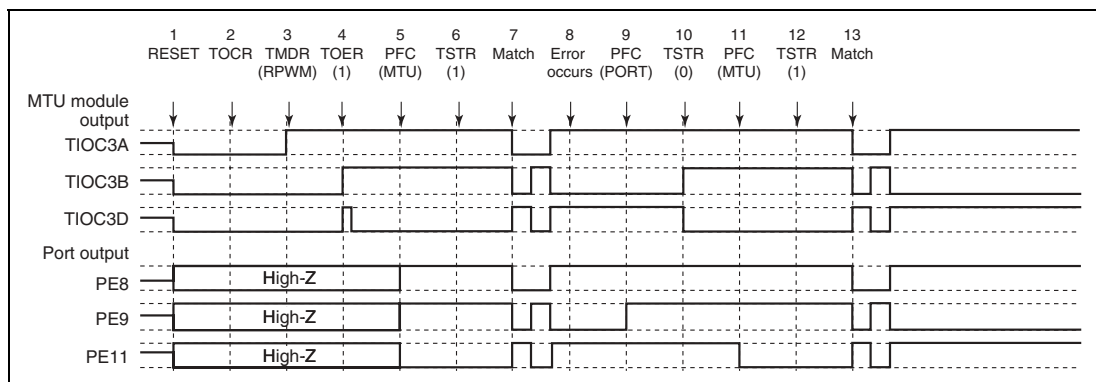 1 2 3 4 5 6 7 8 9 10 11 12 13
RESET TOCR TMDR TOER PFC TSTR Match Error PFC TSTR PFC TSTR Match
(RPWM) (1) (MTU) (1) occurs (PORT) (0) (MTU) (1)
MTU module
output
TIOC3A
TIOC3B
TIOC3D
Port output
PE8 High-Z
PE9 High-Z
PE11 High-Z